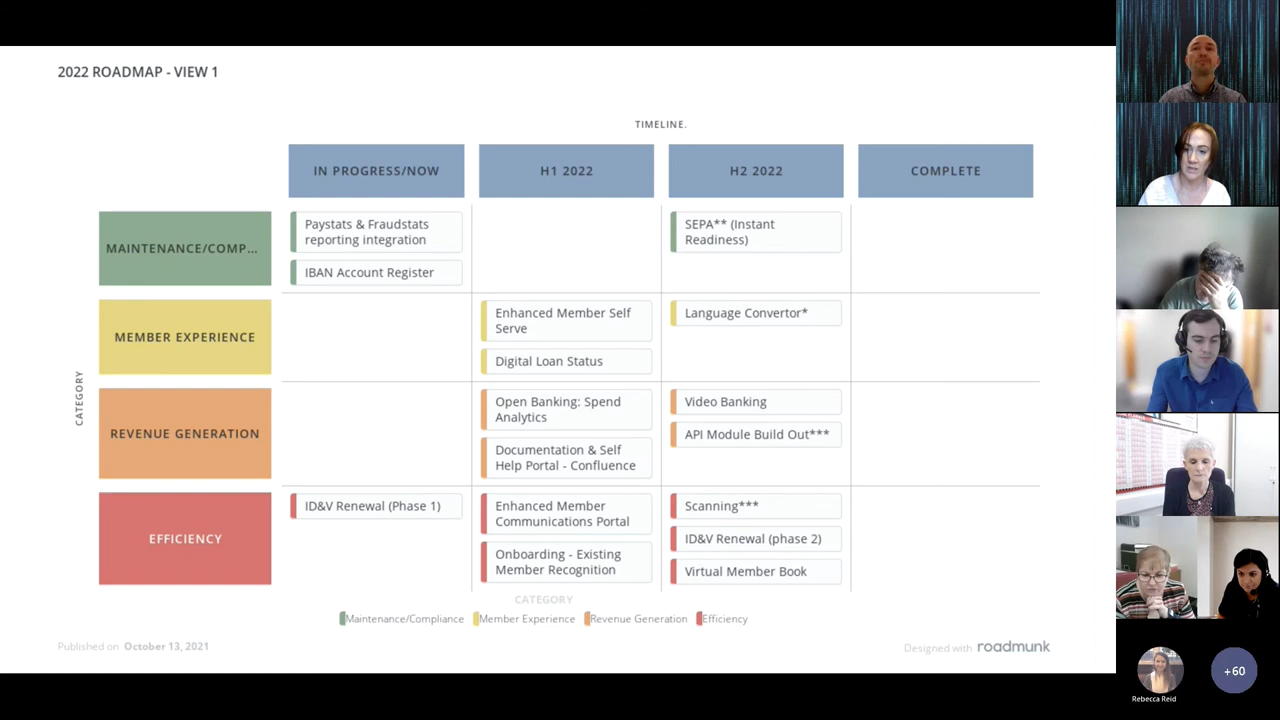 2022 ROADMAP - VIEW 1
TIMELINE.
IN PROGRESS/NOW
H1 2022
H2 2022
COMPLETE
CATEGORY
MAINTENANCE/COMP...
Paystats & Fraudstats
reporting integration
IBAN Account Register
SEPA** (Instant
Readiness)
MEMBER EXPERIENCE
Enhanced Member Self
Serve
Digital Loan Status
Language Convertor*
REVENUE GENERATION
Open Banking: Spend
Analytics
Documentation & Self
Help Portal - Confluence
Video Banking
API Module Build Out***
EFFICIENCY
ID&V Renewal (Phase 1)
Enhanced Member
Communications Portal
Onboarding - Existing
Member Recognition
Scanning***
ID&V Renewal (phase 2)
Virtual Member Book
CATEGORY
Maintenance/Compliance
Member Experience
Revenue Generation
Efficiency
Published on October 13, 2021
Designed with roadmunk
Rebecca Reid
+60